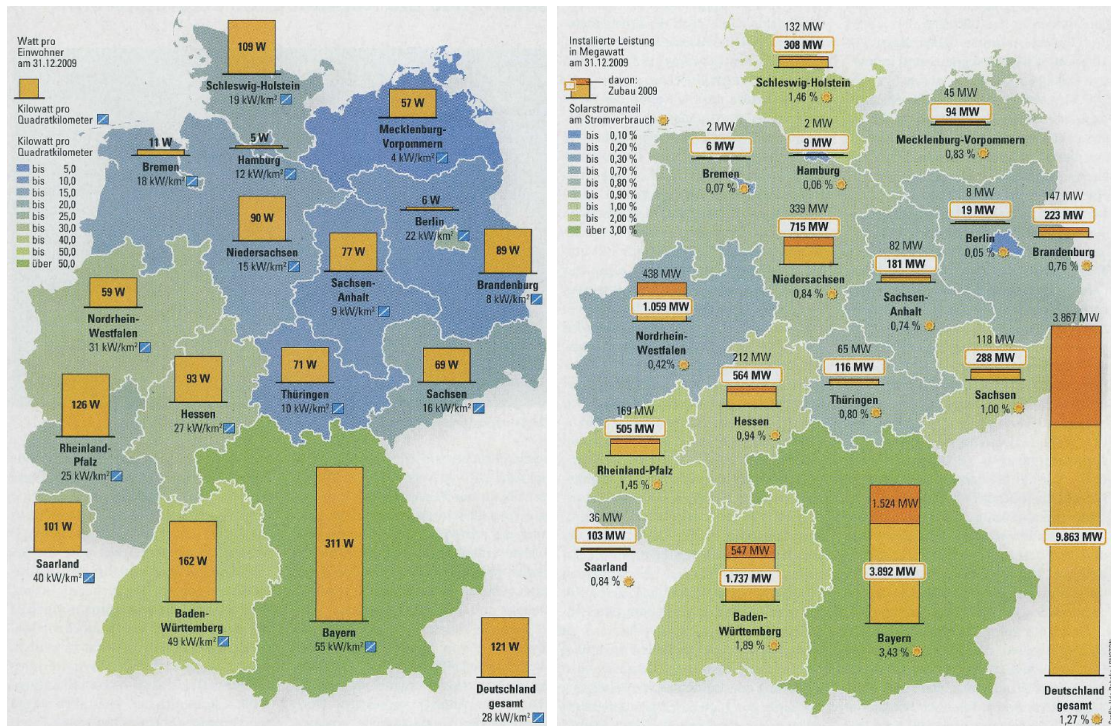 Watt pro
Einwohner
am 31.12.2009
Kilowatt pro
Quadratkilometer
Kilowatt pro
Quadratkilometer
bis 5,0
bis 10,0
bis 15,0
bis 20,0
bis 25,0
bis 30,0
bis 40,0
bis 50,0
über 50,0
109 W
Schleswig-Holstein
19 kW/km²
57 W
Mecklenburg-
Vorpommern
4 kW/km²
11 W
Bremen
18 kW/km²
5 W
Hamburg
12 kW/km²
90 W
Niedersachsen
15 kW/km²
6 W
Berlin
22 kW/km²
77 W
Sachsen-
Anhalt
9 kW/km²
89 W
Brandenburg
8 kW/km²
59 W
Nordrhein-
Westfalen
31 kW/km²
93 W
Hessen
27 kW/km²
71 W
Thüringen
10 kW/km²
69 W
Sachsen
16 kW/km²
126 W
Rheinland-
Pfalz
25 kW/km²
101 W
Saarland
40 kW/km²
162 W
Baden-
Württemberg
49 kW/km²
311 W
Bayern
55 kW/km²
121 W
Deutschland
gesamt
28 kW/km²
Installierte Leistung
in Megawatt
am 31.12.2009
davon:
Zubau 2009
Solarstromanteil
am Stromverbrauch
bis 0,10 %
bis 0,20 %
bis 0,30 %
bis 0,70 %
bis 0,80 %
bis 0,90 %
bis 1,00 %
bis 2,00 %
über 3,00 %
132 MW
308 MW
Schleswig-Holstein
1,46 %
45 MW
94 MW
Mecklenburg-Vorpommern
0,83 %
2 MW
6 MW
Bremen
0,07 %
2 MW
9 MW
Hamburg
0,06 %
339 MW
715 MW
Niedersachsen
0,84 %
8 MW
19 MW
Berlin
0,05 %
147 MW
223 MW
Brandenburg
0,76 %
82 MW
181 MW
Sachsen-
Anhalt
0,74 %
438 MW
1.059 MW
Nordrhein-
Westfalen
0,42%
212 MW
564 MW
Hessen
0,94 %
65 MW
116 MW
Thüringen
0,80 %
118 MW
288 MW
Sachsen
1,00 %
169 MW
505 MW
Rheinland-Pfalz
1,45 %
36 MW
103 MW
Saarland
0,84 %
547 MW
1.737 MW
Baden-
Württemberg
1,89 %
1.524 MW
3.892 MW
Bayern
3,43 %
3.867 MW
9.863 MW
Deutschland
gesamt
1,27 %